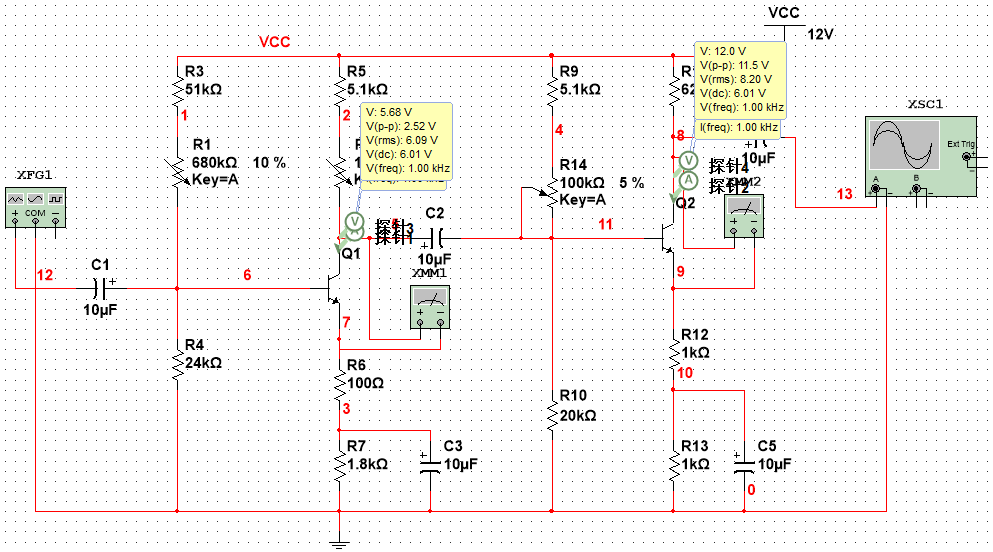 VCC
12V
VCC
V: 12.0 V
V(p-p): 11.5 V
V(rms): 8.20 V
V(dc): 6.01 V
V(freq): 1.00 kHz
I(freq): 1.00 kHz
R3
51kΩ
1
R5
5.1kΩ
2
R9
5.1kΩ
4
8
10µF
XSC1
Ext Trig
A
B
V: 5.68 V
V(p-p): 2.52 V
V(rms): 6.09 V
V(dc): 6.01 V
V(freq): 1.00 kHz
R1
680kΩ
10 %
Key=A
R14
100kΩ
5 %
Key=A
V
A
探针4
探针2
13
XFG1
COM
V
探针3
C2
10µF
11
Q2
Q1
12
C1
10µF
6
XMM1
9
7
R4
24kΩ
R6
100Ω
3
R12
1kΩ
10
R10
20kΩ
R7
1.8kΩ
C3
10µF
R13
1kΩ
C5
10µF
0